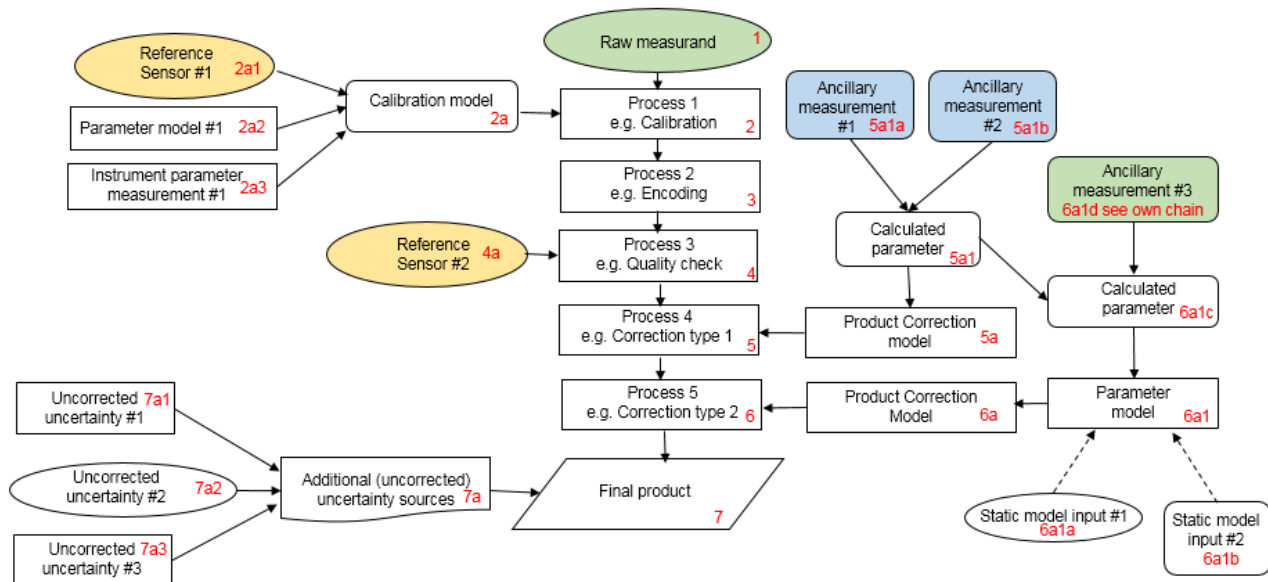 Raw measurand
1
Reference
Sensor #1
2a1
Parameter model #1
2a2
Instrument parameter
measurement #1
2a3
Calibration model
2a
Process 1
e.g. Calibration
2
Process 2
e.g. Encoding
3
Reference
Sensor #2
4a
Process 3
e.g. Quality check
4
Process 4
e.g. Correction type 1
5
Process 5
e.g. Correction type 2
6
Final product
7
Ancillary
measurement
#1
5a1a
Ancillary
measurement
#2
5a1b
Calculated
parameter
5a1
Product Correction
model
5a
Ancillary
measurement #3
6a1d see own chain
Calculated
parameter
6a1c
Parameter
model
6a1
Product Correction
Model
6a
Static model input #1
6a1a
Static model
input #2
6a1b
Uncorrected
uncertainty #1
7a1
Uncorrected
uncertainty #2
7a2
Uncorrected
uncertainty #3
7a3
Additional (uncorrected)
uncertainty sources
7a